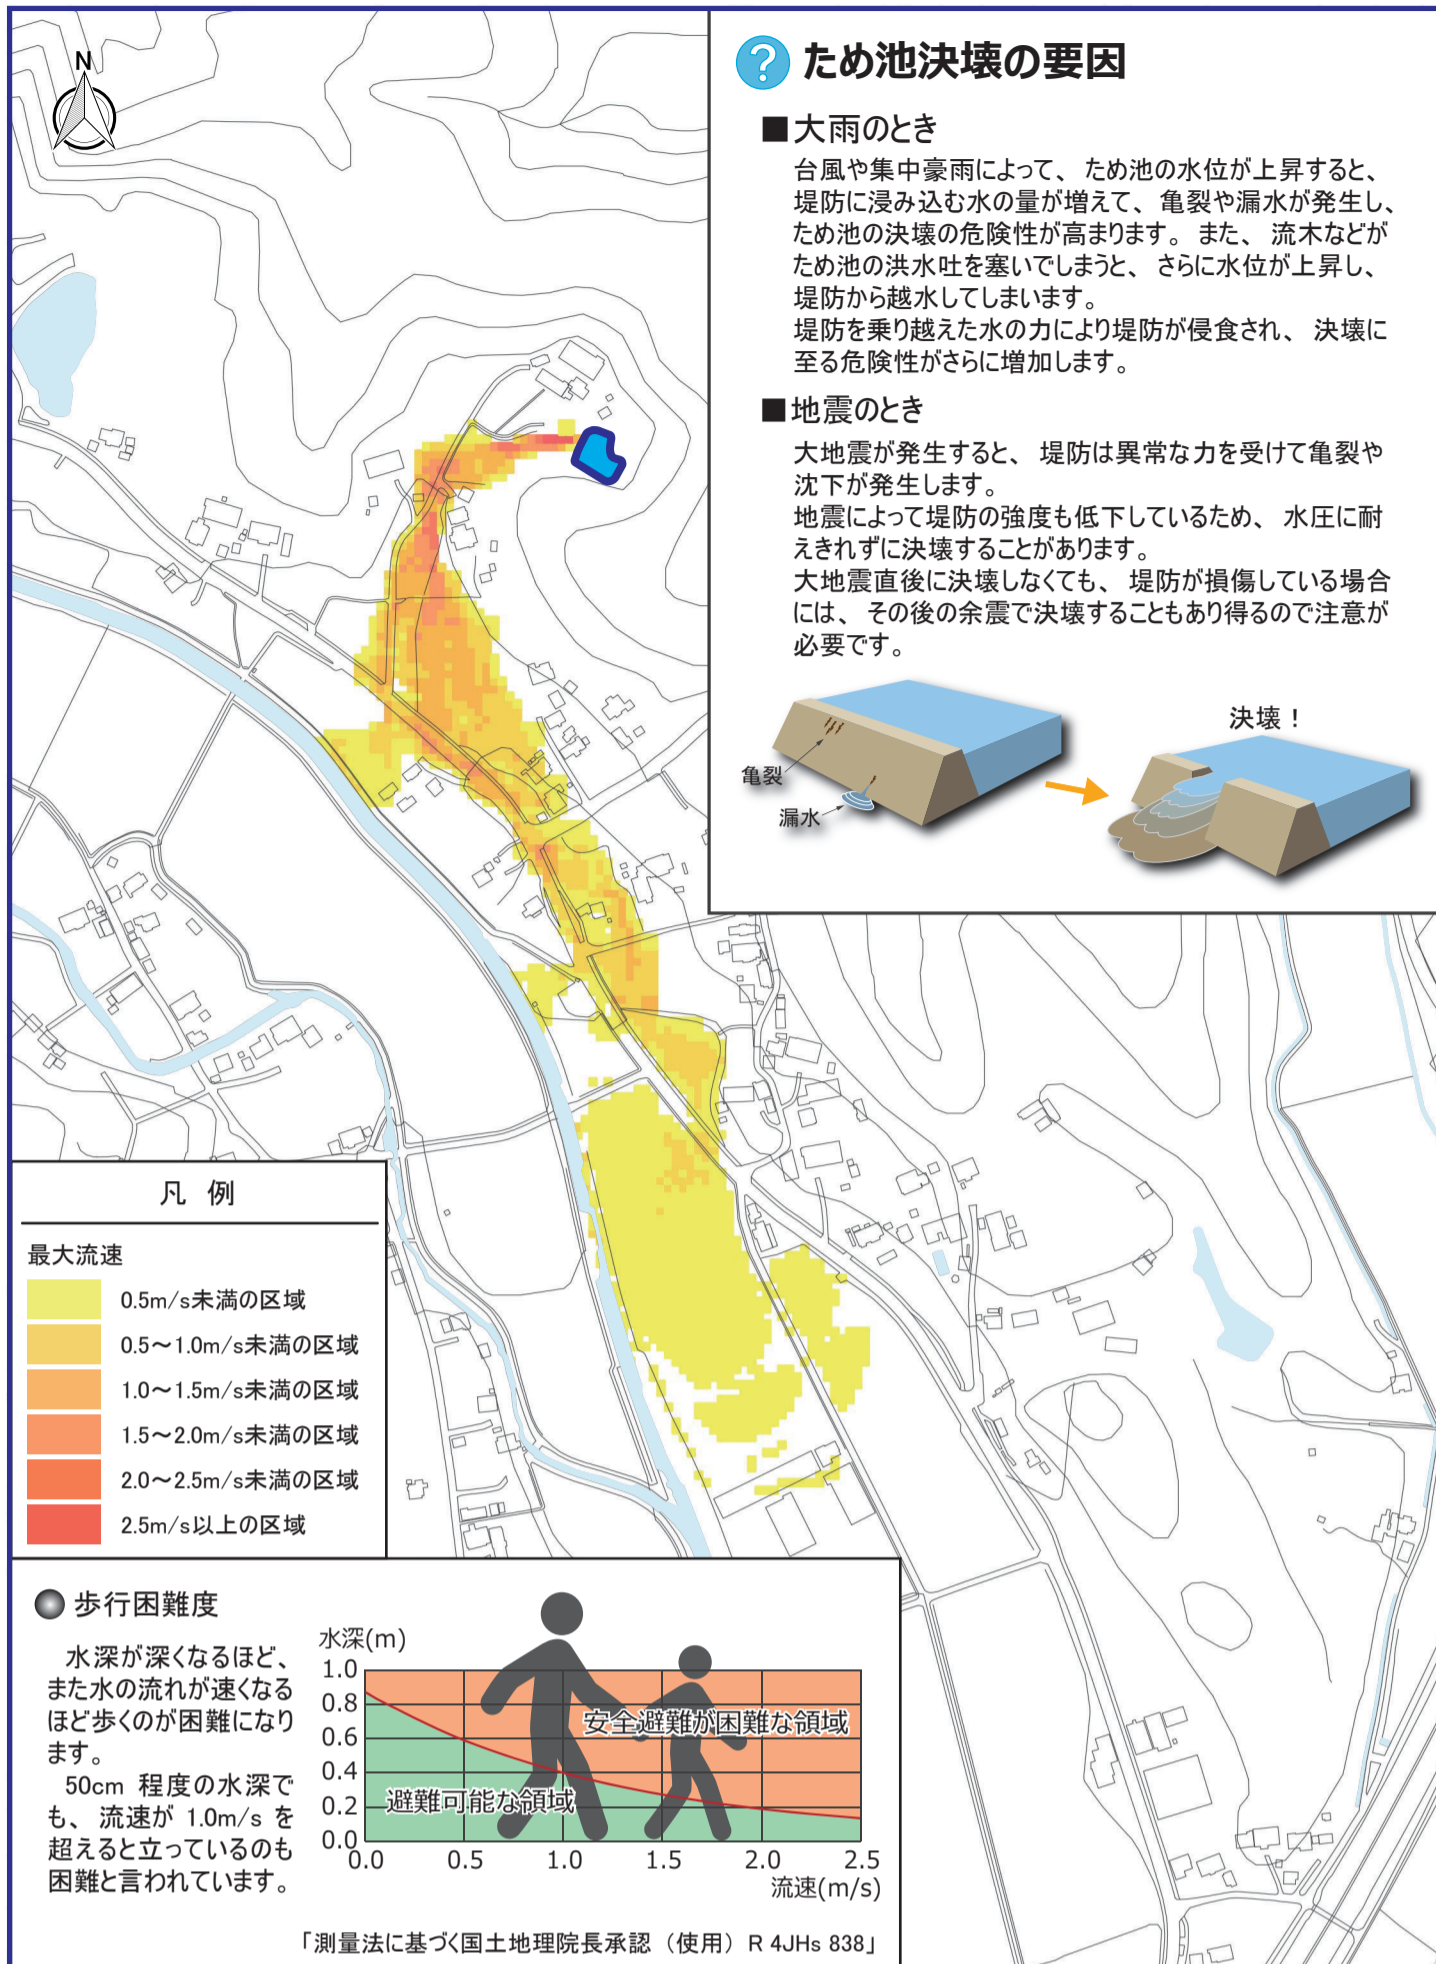 N
? ため池決壊の要因
■大雨のとき
台風や集中豪雨によって、ため池の水位が上昇すると、
堤防に浸み込む水の量が増えて、亀裂や漏水が発生し、
ため池の決壊の危険性が高まります。また、流木などが
ため池の洪水吐を塞いでしまうと、さらに水位が上昇し、
堤防から越水してしまいます。
堤防を乗り越えた水の力により堤防が侵食され、決壊に
至る危険性がさらに増加します。
■地震のとき
大地震が発生すると、堤防は異常な力を受けて亀裂や
沈下が発生します。
地震によって堤防の強度も低下しているため、水圧に耐
えきれずに決壊することがあります。
大地震直後に決壊しなくても、堤防が損傷している場合
には、その後の余震で決壊することもあり得るので注意が
必要です。
亀裂
漏水
決壊！
凡 例
最大流速
0.5m/s未満の区域
0.5～1.0m/s未満の区域
1.0～1.5m/s未満の区域
1.5～2.0m/s未満の区域
2.0～2.5m/s未満の区域
2.5m/s以上の区域
歩行困難度
水深が深くなるほど、
また水の流れが速くなる
ほど歩くのが困難になり
ます。
50cm 程度の水深で
も、流速が 1.0m/s を
超えると立っているのも
困難と言われています。
水深(m)
1.0
0.8
0.6
0.4
0.2
0.0
安全避難が困難な領域
避難可能な領域
0.0 0.5 1.0 1.5 2.0 2.5
流速(m/s)
「測量法に基づく国土地理院長承認（使用）R 4JHs 838」